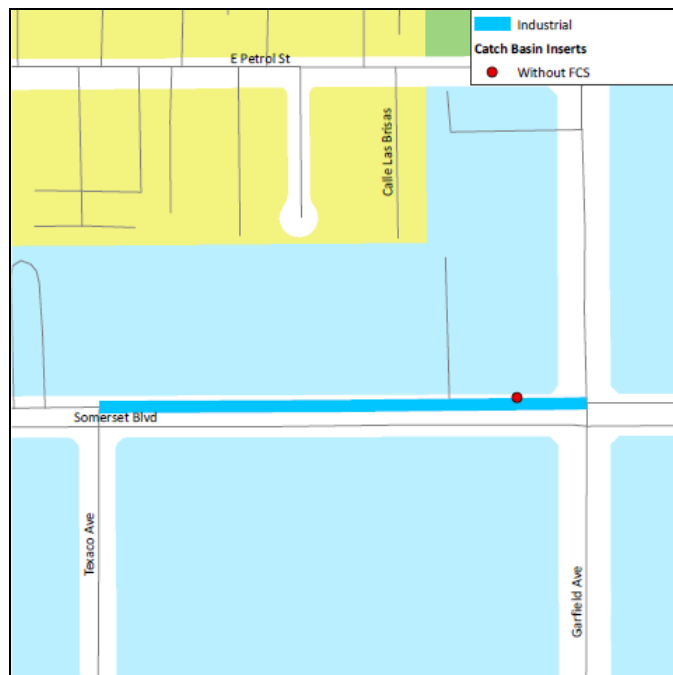 Industrial
Catch Basin Inserts
Without FCS
E Petrol St
Calle Las Brisas
Somerset Blvd
Texaco Ave
Garfield Ave